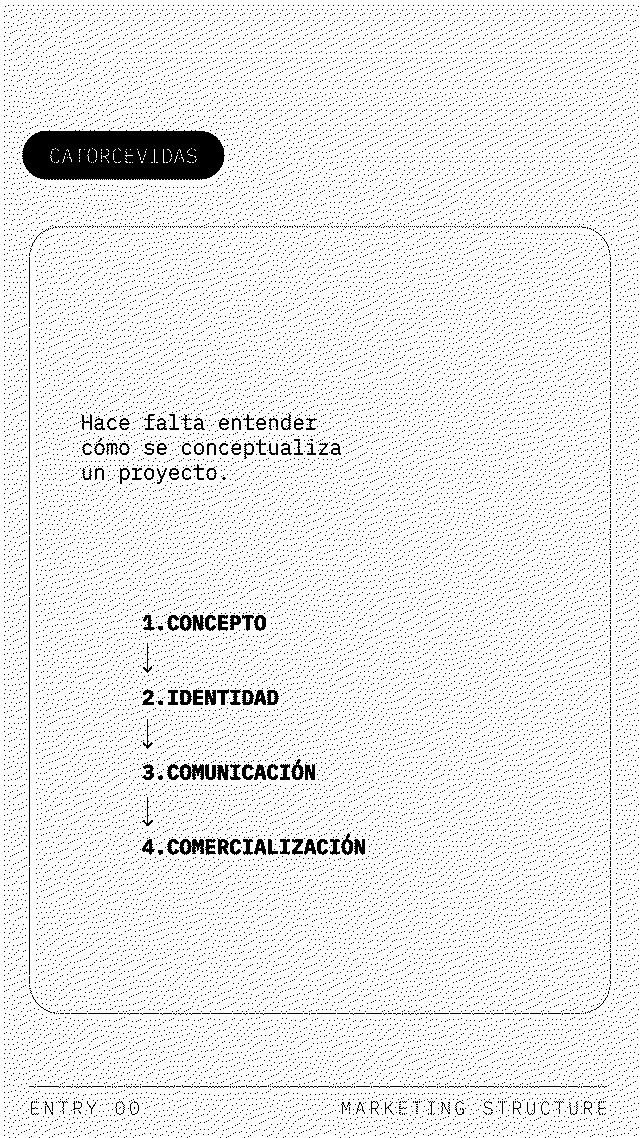 CATORCEVIDAS
Hace falta entender
cómo se conceptualiza
un proyecto.
1.CONCEPTO
↓
2.IDENTIDAD
↓
3.COMUNICACIÓN
↓
4.COMERCIALIZACIÓN
ENTRY 00 MARKETING STRUCTURE